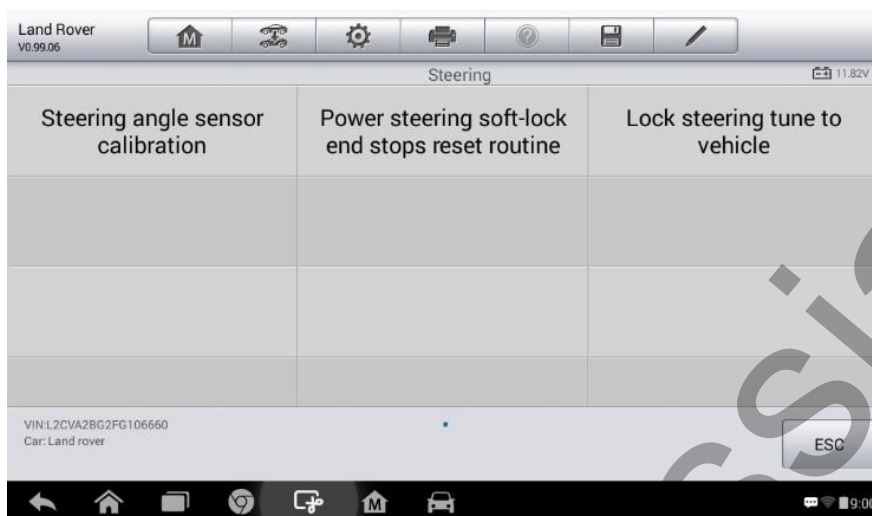 Land Rover
V0.99.06
Steering
11.82V
Steering angle sensor
calibration
Power steering soft-lock
end stops reset routine
Lock steering tune to
vehicle
VIN:L2CVA2BG2FG106660
Car: Land rover
ESC